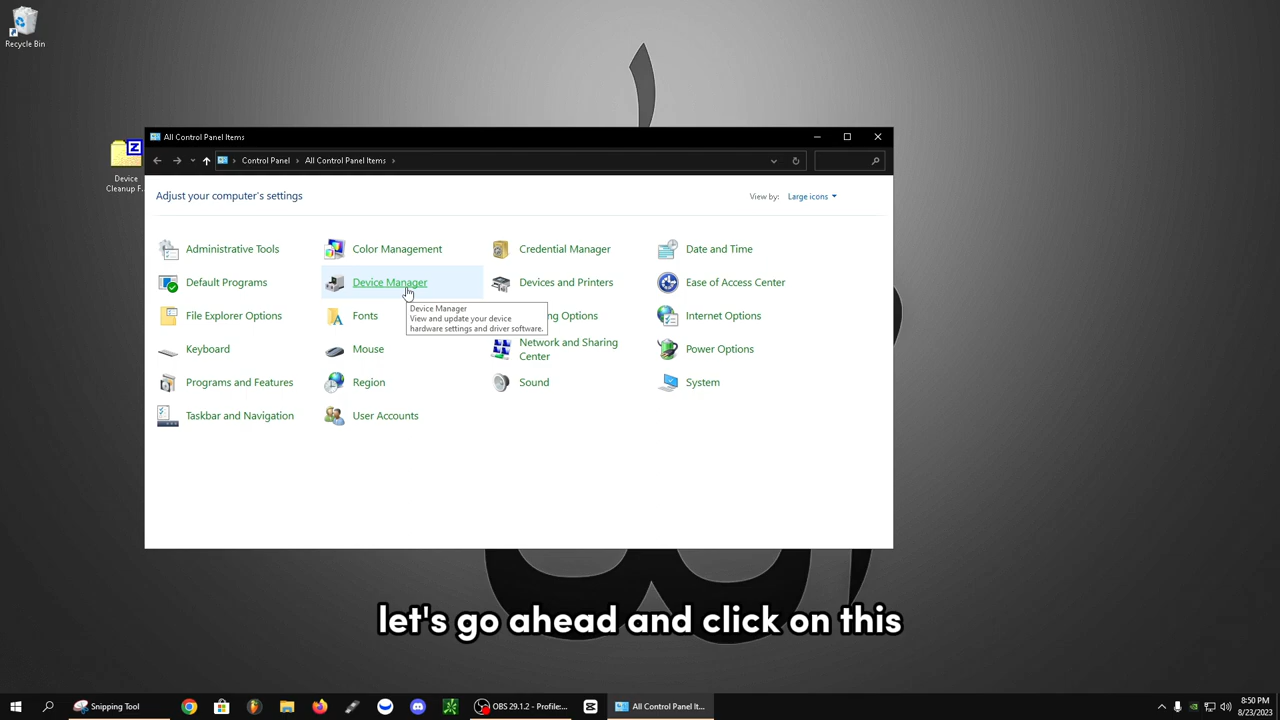 Recycle Bin
All Control Panel Items
Control Panel
All Control Panel Items
Device
Cleanup F...
Adjust your computer's settings
View by:
Large icons
Administrative Tools
Color Management
Credential Manager
Date and Time
Default Programs
Device Manager
Devices and Printers
Ease of Access Center
File Explorer Options
Fonts
Options
Internet Options
Device Manager
View and update your device
hardware settings and driver software.
Keyboard
Mouse
Network and Sharing
Center
Power Options
Programs and Features
Region
Sound
System
Taskbar and Navigation
User Accounts
let's go ahead and click on this
Snipping Tool
OBS 29.1.2 - Profile:...
All Control Panel It...
8:50 PM
8/23/2023